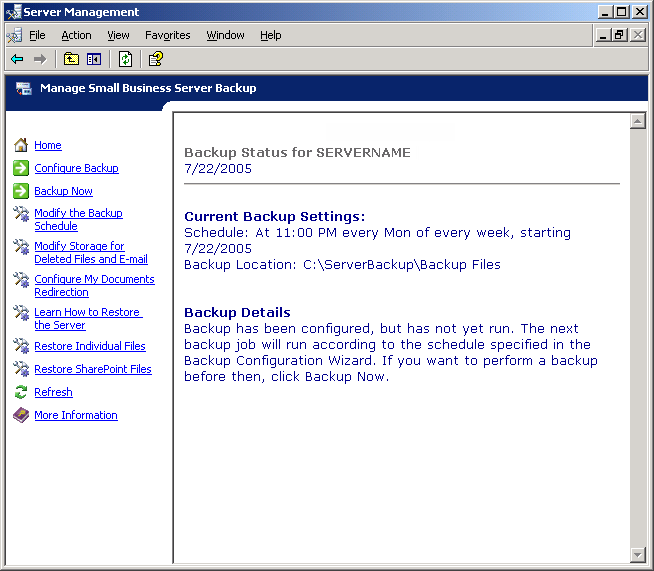 Server Management
File Action View Favorites Window Help
Manage Small Business Server Backup
Home
Configure Backup
Backup Now
Modify the Backup
Schedule
Modify Storage for
Deleted Files and E-mail
Configure My Documents
Redirection
Learn How to Restore
the Server
Restore Individual Files
Restore SharePoint Files
Refresh
More Information
Backup Status for SERVERNAME
7/22/2005
Current Backup Settings:
Schedule: At 11:00 PM every Mon of every week, starting
7/22/2005
Backup Location: C:\ServerBackup\Backup Files
Backup Details
Backup has been configured, but has not yet run. The next
backup job will run according to the schedule specified in the
Backup Configuration Wizard. If you want to perform a backup
before then, click Backup Now.